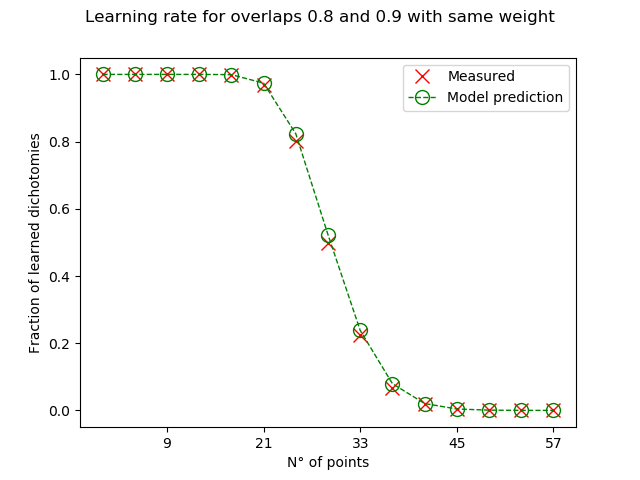 Learning rate for overlaps 0.8 and 0.9 with same weight
Measured
Model prediction
Fraction of learned dichotomies
1.0
0.8
0.6
0.4
0.2
0.0
9 21 33 45 57
N° of points